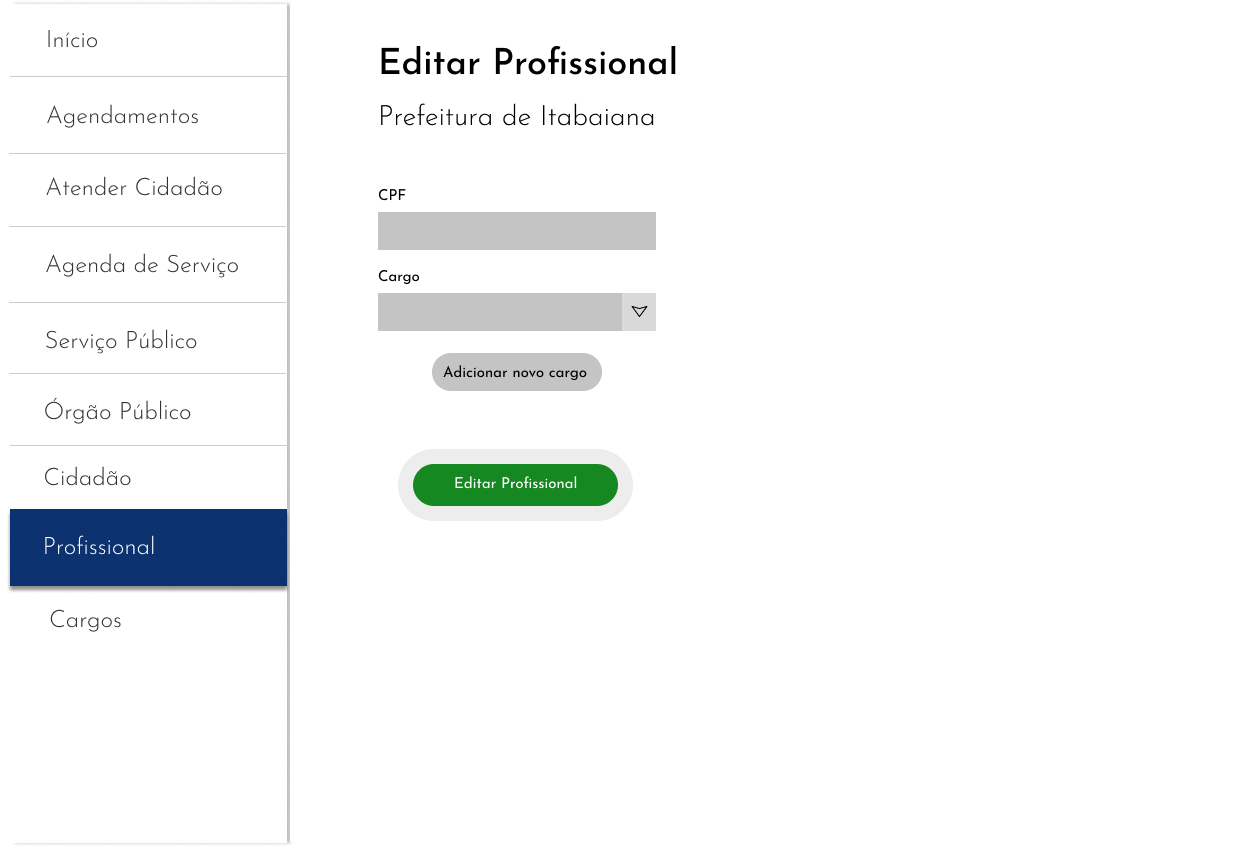 Início
Agendamentos
Atender Cidadão
Agenda de Serviço
Serviço Público
Órgão Público
Cidadão
Profissional
Cargos
Editar Profissional
Prefeitura de Itabaiana
CPF
Cargo
Adicionar novo cargo
Editar Profissional